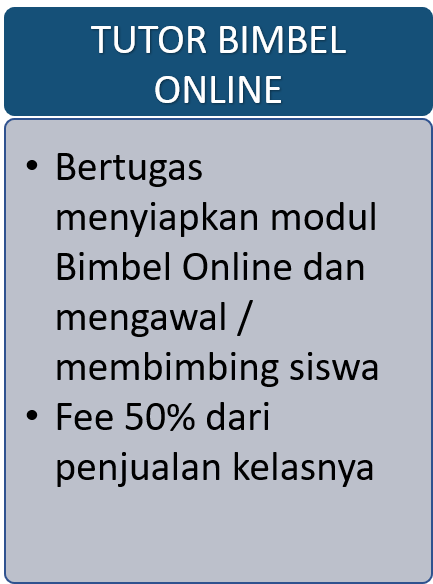 TUTOR BIMBEL
ONLINE
• Bertugas
menyiapkan modul
Bimbel Online dan
mengawal /
membimbing siswa
• Fee 50% dari
penjualan kelasnya